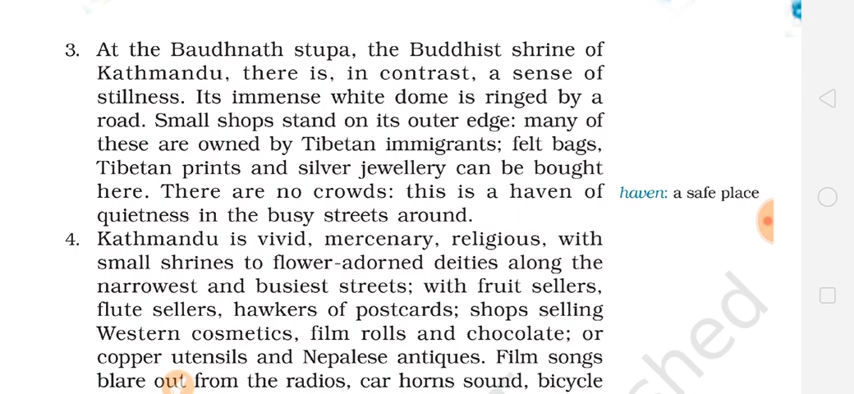 3. At the Baudhnath stupa, the Buddhist shrine of
Kathmandu, there is, in contrast, a sense of
stillness. Its immense white dome is ringed by a
road. Small shops stand on its outer edge: many of
these are owned by Tibetan immigrants; felt bags,
Tibetan prints and silver jewellery can be bought
here. There are no crowds: this is a haven of
haven: a safe place
quietness in the busy streets around.
4. Kathmandu is vivid, mercenary, religious, with
small shrines to flower-adorned deities along the
narrowest and busiest streets; with fruit sellers,
flute sellers, hawkers of postcards; shops selling
Western cosmetics, film rolls and chocolate; or
copper utensils and Nepalese antiques. Film songs
blare out from the radios, car horns sound, bicycle
shed